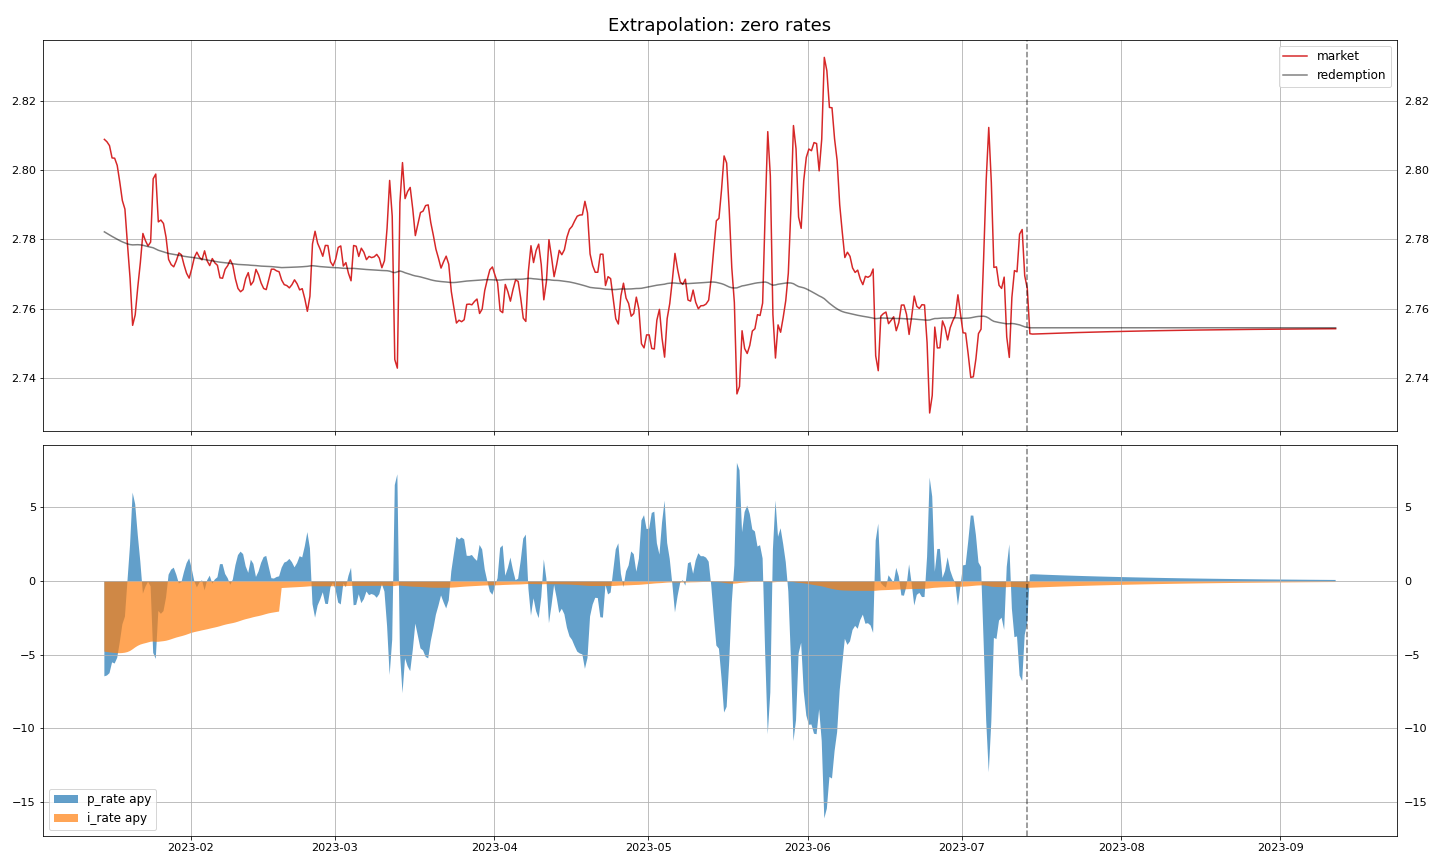 Extrapolation: zero rates
market
redemption
2.82 2.82
2.80 2.80
2.78 2.78
2.76 2.76
2.74 2.74
5 5
0 0
−5 −5
−10 −10
−15 −15
p_rate apy
i_rate apy
2023-02 2023-03 2023-04 2023-05 2023-06 2023-07 2023-08 2023-09